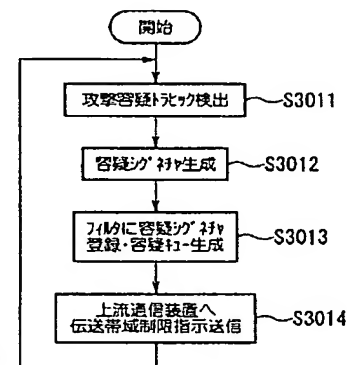 開始
攻撃容疑トラヒック検出
S3011
容疑シグネチャ生成
S3012
フィルタに容疑シグネチャ
登録・容疑キュー生成
S3013
上流通信装置へ
伝送帯域制限指示送信
S3014